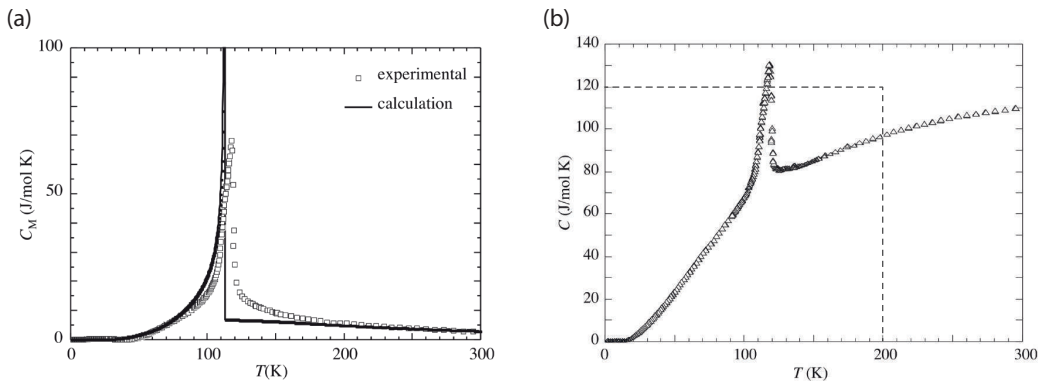 (a)
100
50
0
C_M (J/mol K)
experimental
calculation
0
100
200
300
T(K)
(b)
140
120
100
80
60
40
20
0
C (J/mol K)
0
100
200
300
T (K)